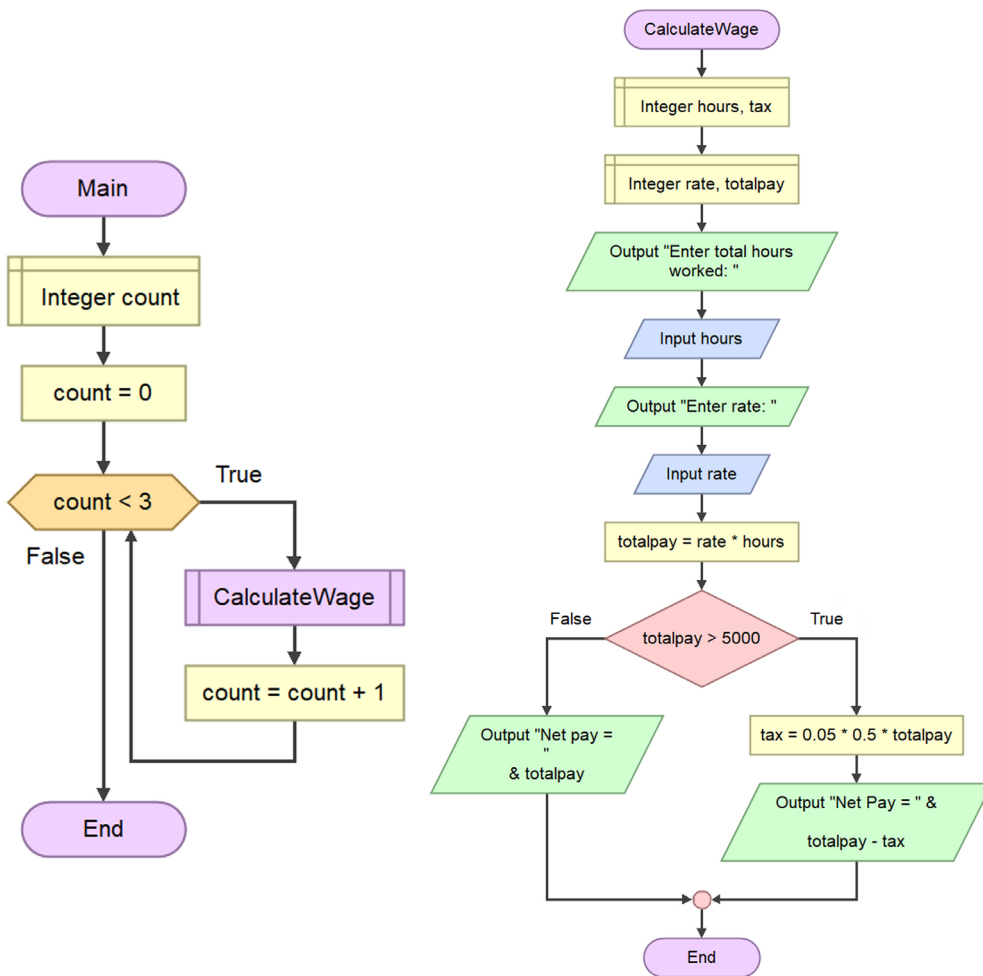 Main
Integer count
count = 0
count < 3
True
False
CalculateWage
count = count + 1
End
CalculateWage
Integer hours, tax
Integer rate, totalpay
Output "Enter total hours
worked: "
Input hours
Output "Enter rate: "
Input rate
totalpay = rate * hours
totalpay > 5000
False
True
Output "Net pay =
"
& totalpay
tax = 0.05 * 0.5 * totalpay
Output "Net Pay = " &
totalpay - tax
End